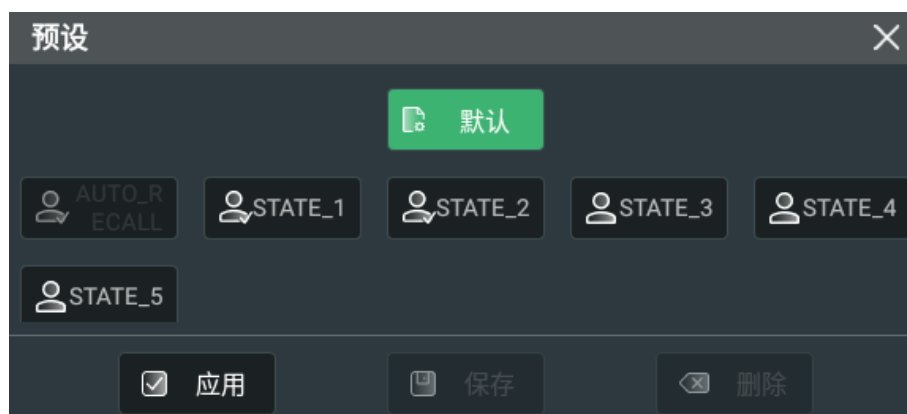 预设
默认
AUTO_R
ECALL
STATE_1
STATE_2
STATE_3
STATE_4
STATE_5
应用
保存
删除